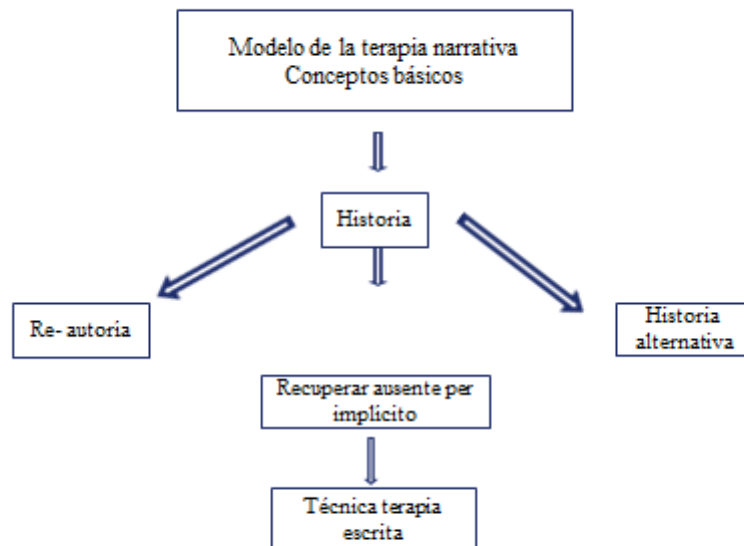 Modelo de la terapia narrativa
Conceptos básicos
Historia
Re- autoria
Historia
alternativa
Recuperar ausente per
implicito
Técnica terapia
escrita